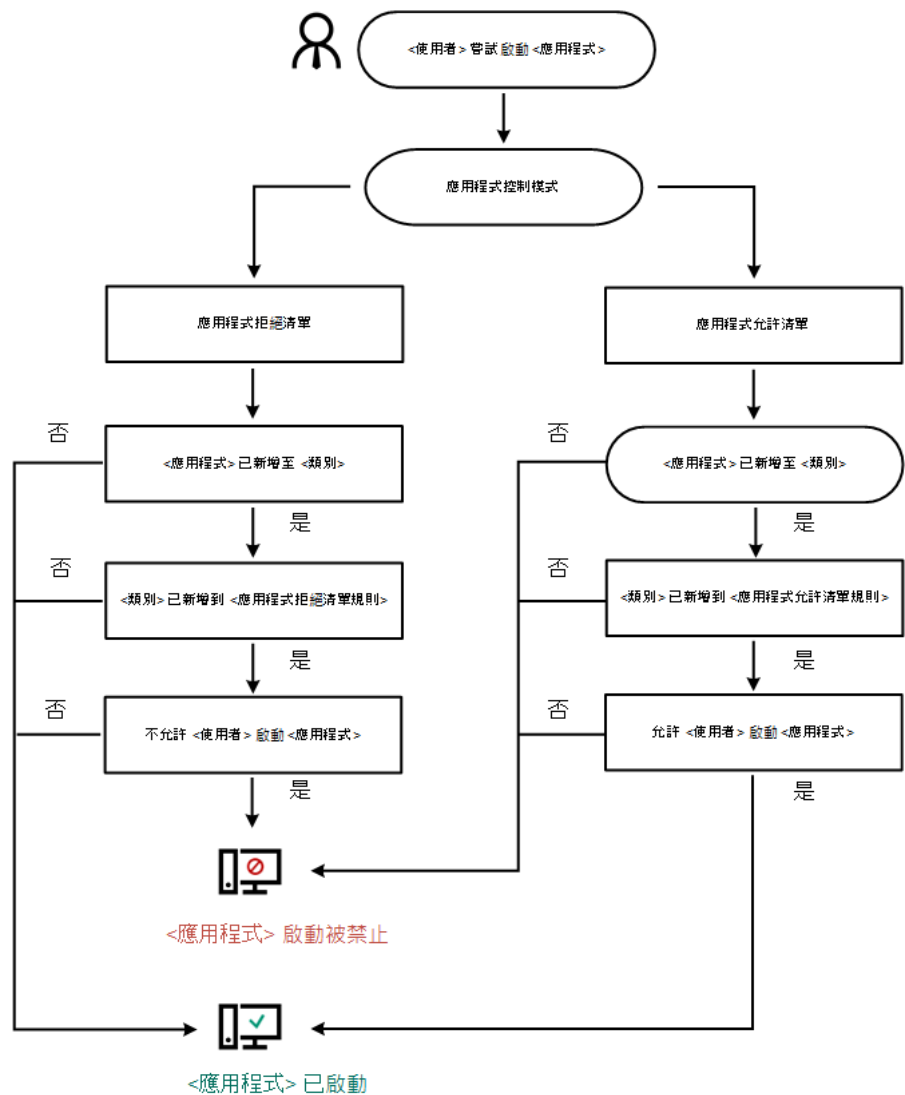 <使用者> 嘗試 啟動 <應用程式>
應用程式控制模式
應用程式拒絕清單
應用程式允許清單
否
<應用程式> 已新增至 <類別>
是
否
<應用程式> 已新增至 <類別>
是
否
<類別> 已新增到 <應用程式拒絕清單規則>
是
否
<類別> 已新增到 <應用程式允許清單規則>
是
否
不允許 <使用者> 啟動 <應用程式>
是
否
允許 <使用者> 啟動 <應用程式>
是
<應用程式> 啟動被禁止
<應用程式> 已啟動